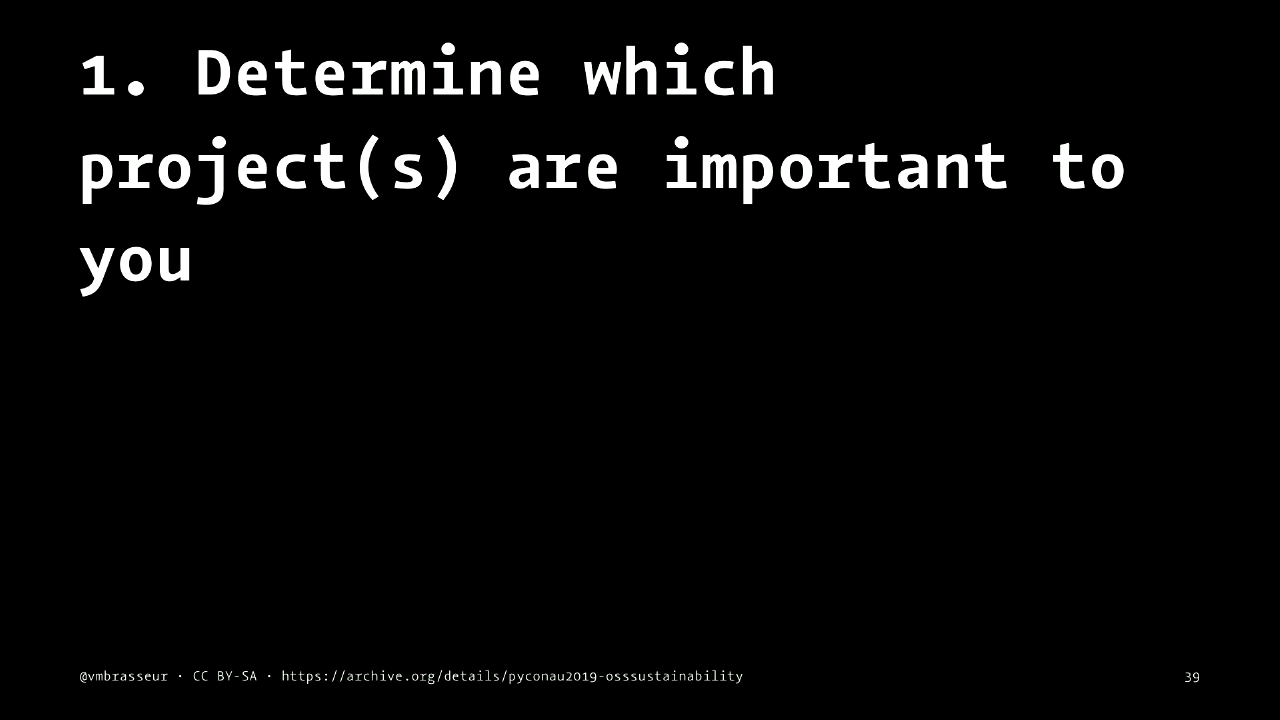 1. Determine which
project(s) are important to
you
@vmbrasseur · CC BY-SA · https://archive.org/details/pyconau2019-osssustainability
39